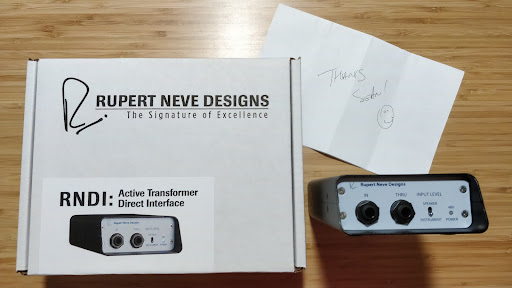 RUPERT NEVE DESIGNS
The Signature of Excellence
RNDI: Active Transformer
Direct Interface
THANKS
Rupert Neve Designs
IN THRU INPUT LEVEL
SPEAKER
INSTRUMENT
48V
POWER